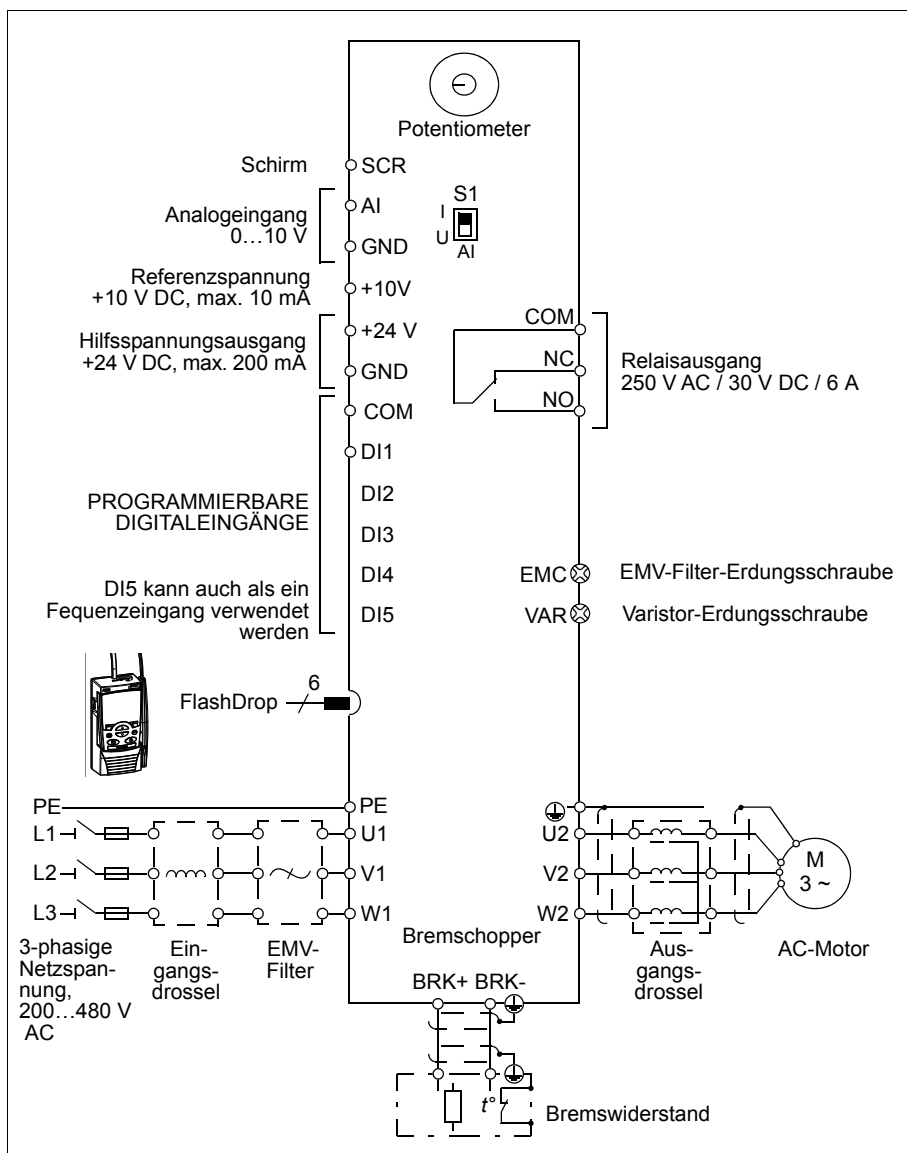 Potentiometer
Schirm
SCR
S1
I
U
AI
Analogeingang
0…10 V
AI
GND
Referenzspannung
+10 V DC, max. 10 mA
+10V
Hilfsspannungsausgang
+24 V DC, max. 200 mA
+24 V
GND
COM
NC
NO
Relaisausgang
250 V AC / 30 V DC / 6 A
PROGRAMMIERBARE
DIGITALEINGÄNGE
DI5 kann auch als ein
Fequenzeingang verwendet
werden
COM
DI1
DI2
DI3
DI4
DI5
EMC
EMV-Filter-Erdungsschraube
VAR
Varistor-Erdungsschraube
FlashDrop
6
PE
L1
L2
L3
PE
U1
V1
W1
U2
V2
W2
M
3 ~
3-phasige
Netzspan-
nung,
200…480 V
AC
Ein-
gangs-
drossel
EMV-
Filter
Bremschopper
BRK+ BRK-
Aus-
gangs-
drossel
AC-Motor
t°
Bremswiderstand